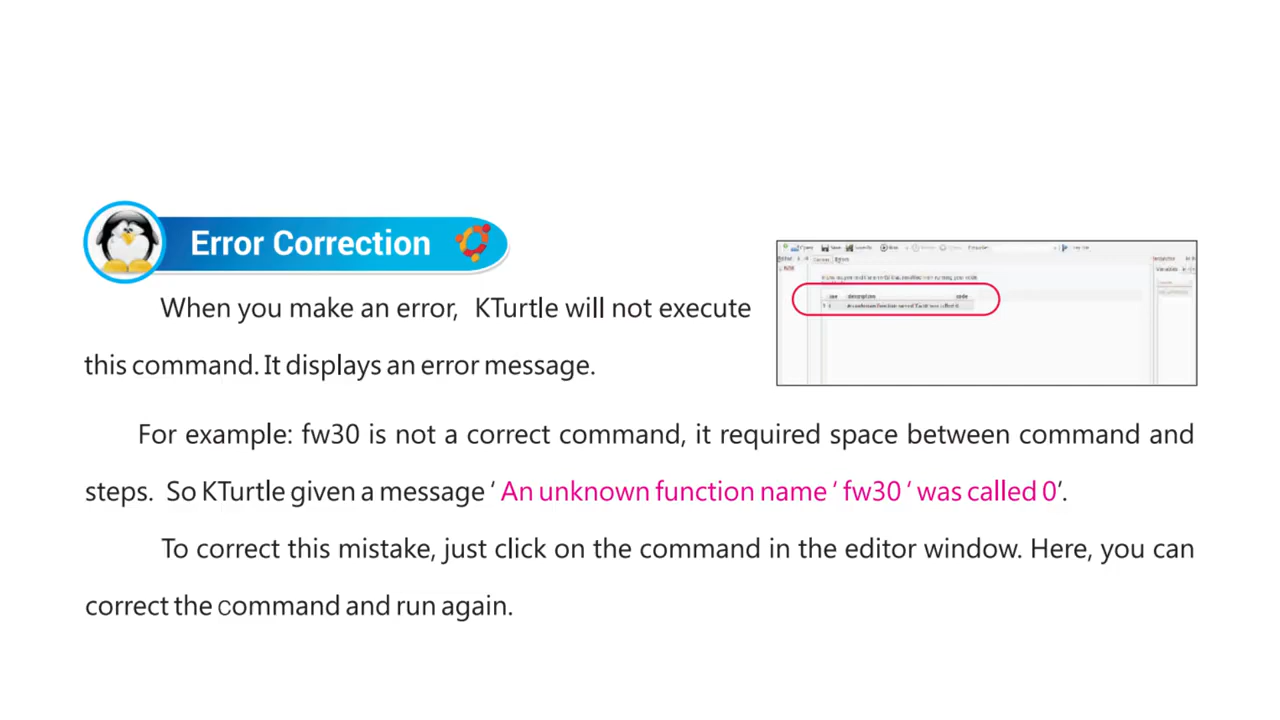 Error Correction
When you make an error, KTurtle will not execute
this command. It displays an error message.
For example: fw30 is not a correct command, it required space between command and
steps. So KTurtle given a message ‘ An unknown function name ‘ fw30 ’ was called 0’.
To correct this mistake, just click on the command in the editor window. Here, you can
correct the command and run again.